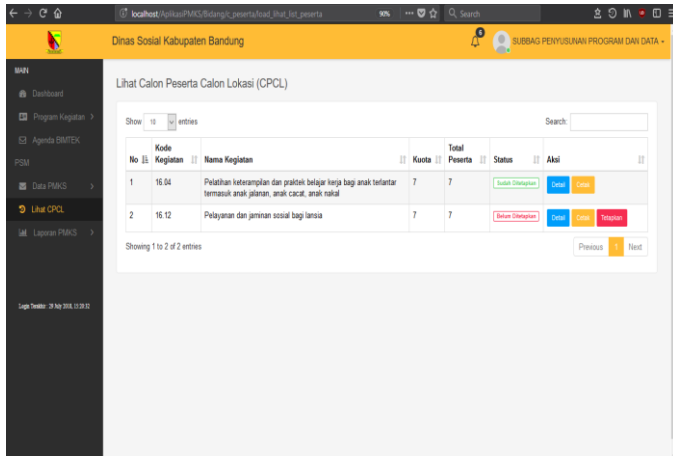 localhost/AplikasiPMKS/Bidang/c_peserta/load_lihat_list_peserta
90%
Search
Dinas Sosial Kabupaten Bandung
6
SUBBAG PENYUSUNAN PROGRAM DAN DATA
MAIN
Dashboard
Program Kegiatan
Agenda BIMTEK
PSM
Data PMKS
Lihat CPCL
Laporan PMKS
Lihat Calon Peserta Calon Lokasi (CPCL)
Show 10 entries
Search:
No Kode Kegiatan Nama Kegiatan Kuota Total Peserta Status Aksi
1 16.04 Pelatihan keterampilan dan praktek belajar kerja bagi anak terlantar
termasuk anak jalanan, anak cacat, anak nakal
7 7 Sudah Ditetapkan Detail Cetak
2 16.12 Pelayanan dan jaminan sosial bagi lansia 7 7 Belum Ditetapkan Detail Cetak Tetapkan
Showing 1 to 2 of 2 entries
Previous 1 Next